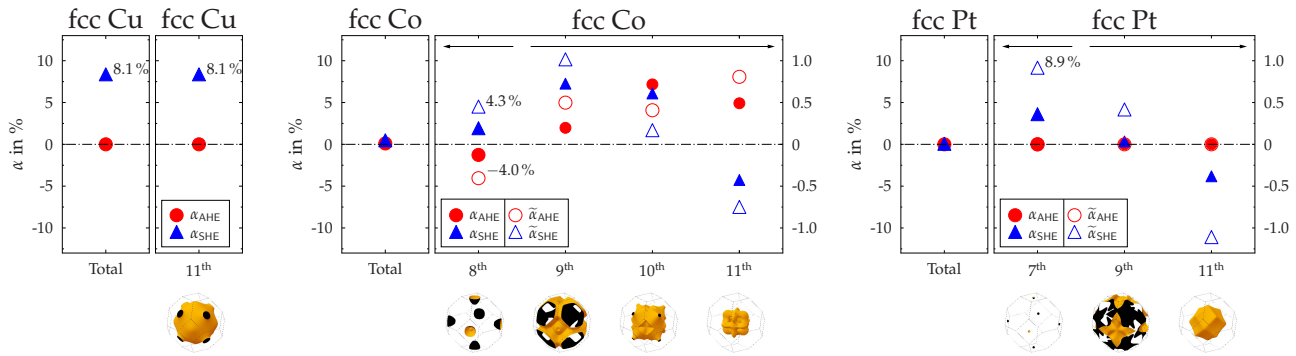 fcc Cu fcc Cu
α in %
10
5
0
-5
-10
8.1 %
8.1 %
α_AHE
α_SHE
Total
11th
fcc Co fcc Co
α in %
10
5
0
-5
-10
4.3 %
−4.0 %
1.0
0.5
0
-0.5
-1.0
α_AHE α̃_AHE
α_SHE α̃_SHE
Total
8th 9th 10th 11th
fcc Pt fcc Pt
α in %
10
5
0
-5
-10
8.9 %
1.0
0.5
0
-0.5
-1.0
α_AHE α̃_AHE
α_SHE α̃_SHE
Total
7th 9th 11th